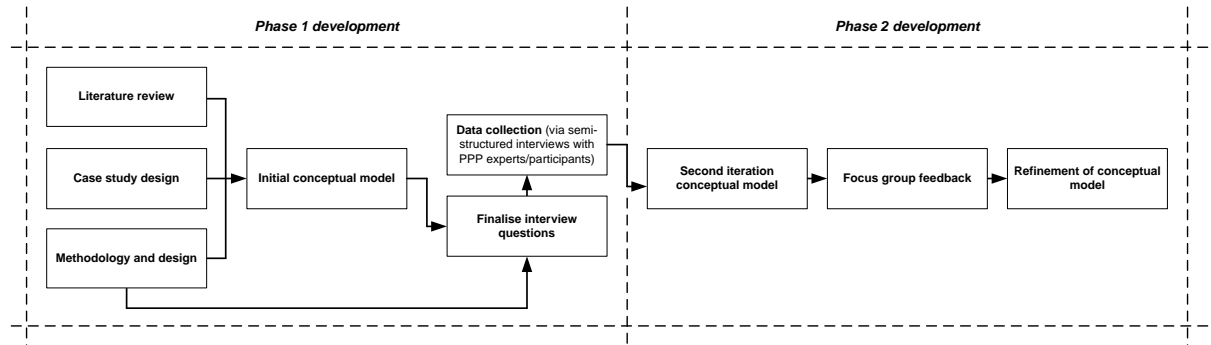 Phase 1 development
Phase 2 development
Literature review
Case study design
Methodology and design
Initial conceptual model
Data collection (via semi-
structured interviews with
PPP experts/participants)
Finalise interview
questions
Second iteration
conceptual model
Focus group feedback
Refinement of conceptual
model